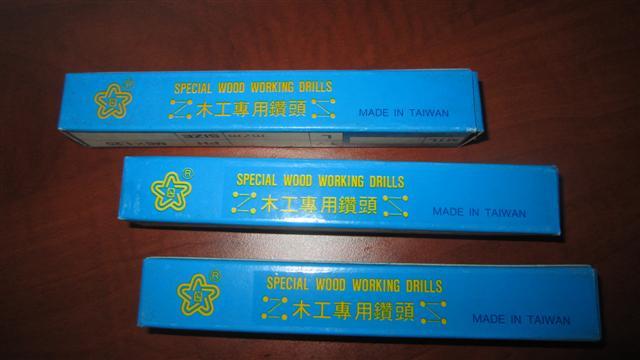 ®
SPECIAL WOOD WORKING DRILLS
木工專用鑽頭
MADE IN TAIWAN
SIZE m/m PH
®
SPECIAL WOOD WORKING DRILLS
木工專用鑽頭
MADE IN TAIWAN
®
SPECIAL WOOD WORKING DRILLS
木工專用鑽頭
MADE IN TAIWAN